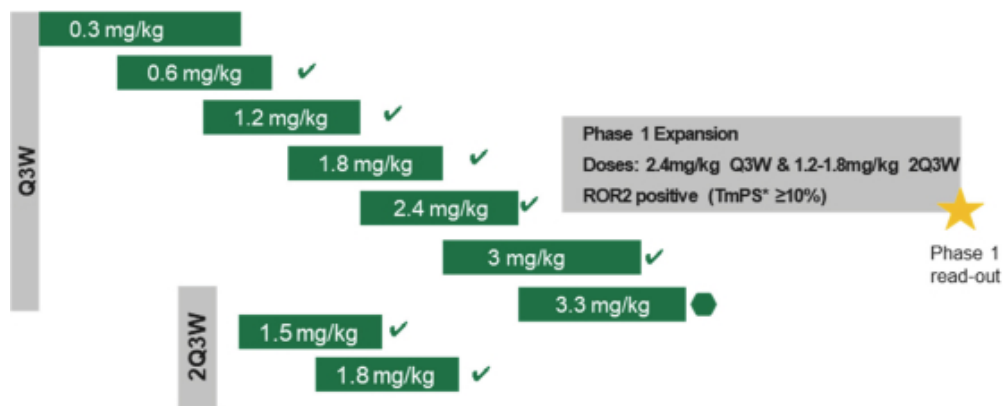 Q3W
0.3 mg/kg
0.6 mg/kg ✔
1.2 mg/kg ✔
1.8 mg/kg ✔
2.4 mg/kg ✔
3 mg/kg ✔
3.3 mg/kg
Phase 1 Expansion
Doses: 2.4mg/kg Q3W & 1.2-1.8mg/kg 2Q3W
ROR2 positive (TmPS* ≥10%)
Phase 1
read-out
2Q3W
1.5 mg/kg ✔
1.8 mg/kg ✔